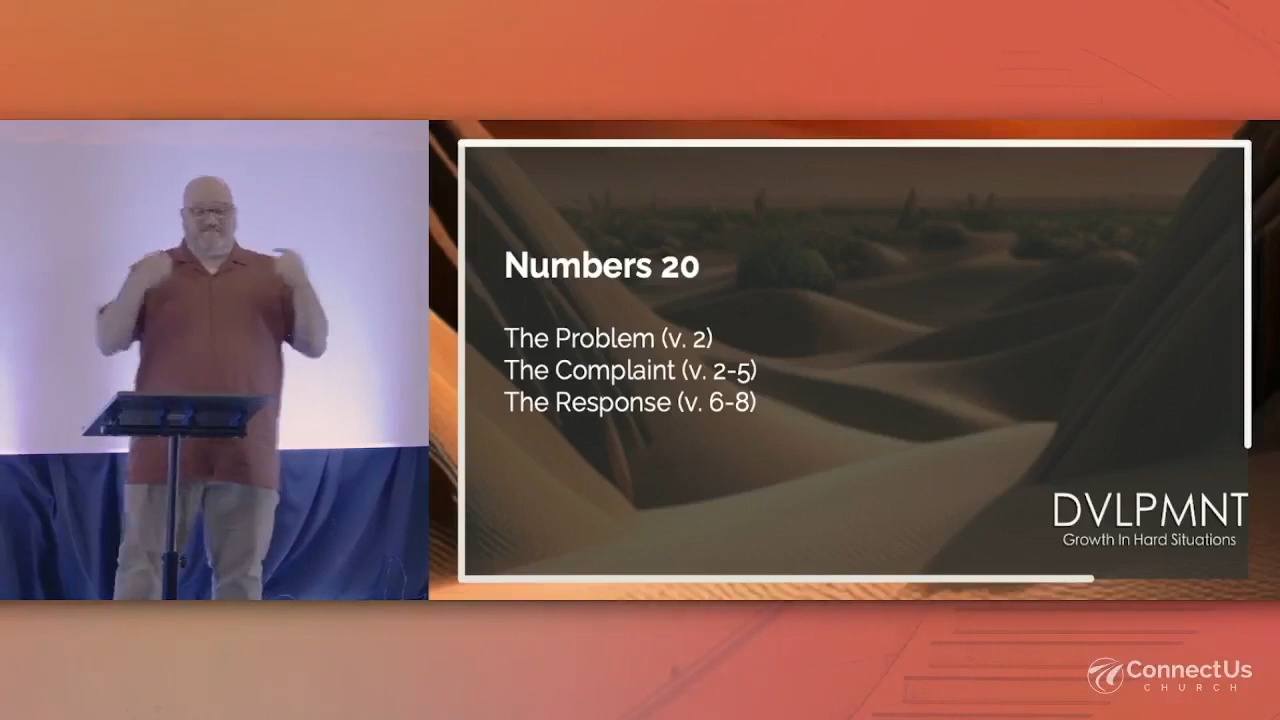 Numbers 20
The Problem (v. 2)
The Complaint (v. 2-5)
The Response (v. 6-8)
DVLPMNT
Growth In Hard Situations
ConnectUs
CHURCH